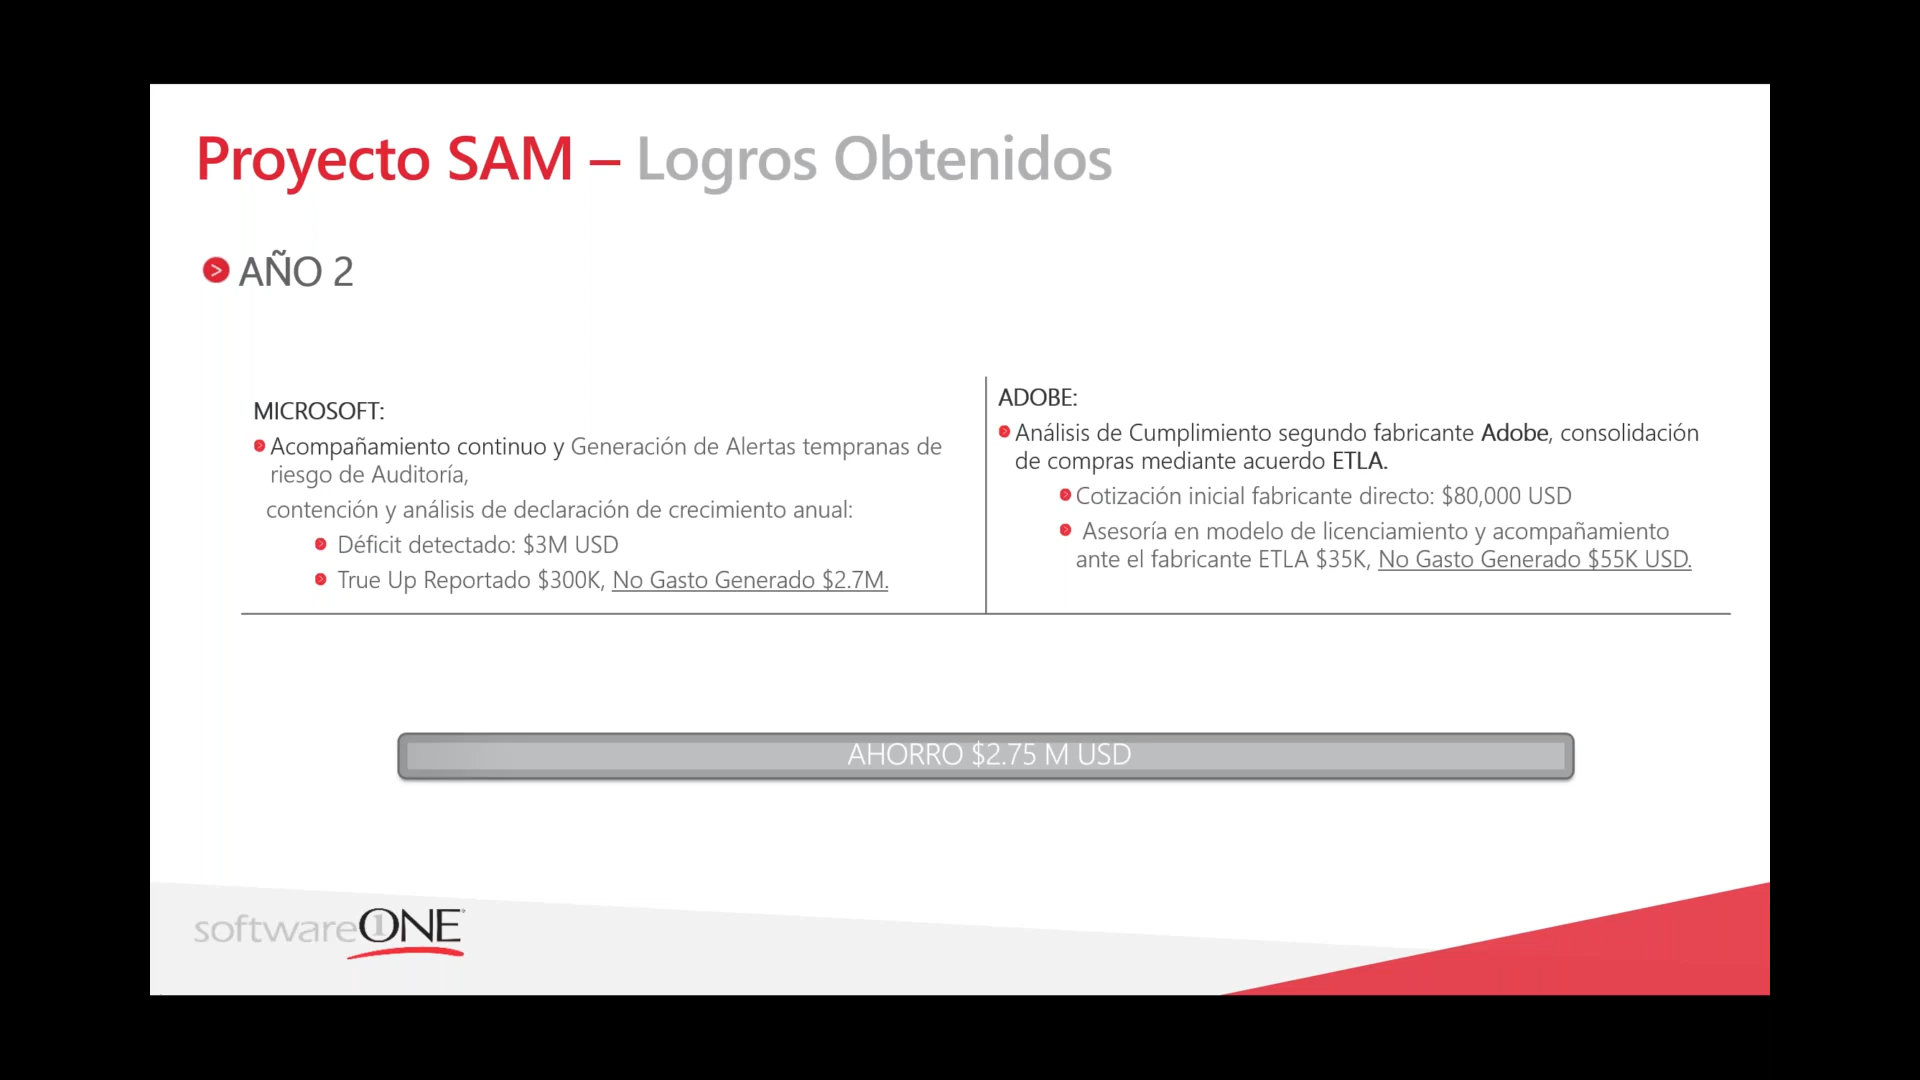 Proyecto SAM – Logros Obtenidos
AÑO 2
MICROSOFT:
Acompañamiento continuo y Generación de Alertas tempranas de
riesgo de Auditoría,
contención y análisis de declaración de crecimiento anual:
Déficit detectado: $3M USD
True Up Reportado $300K, No Gasto Generado $2.7M.
ADOBE:
Análisis de Cumplimiento segundo fabricante Adobe, consolidación
de compras mediante acuerdo ETLA.
Cotización inicial fabricante directo: $80,000 USD
Asesoría en modelo de licenciamiento y acompañamiento
ante el fabricante ETLA $35K, No Gasto Generado $55K USD.
AHORRO $2.75 M USD
softwareONE